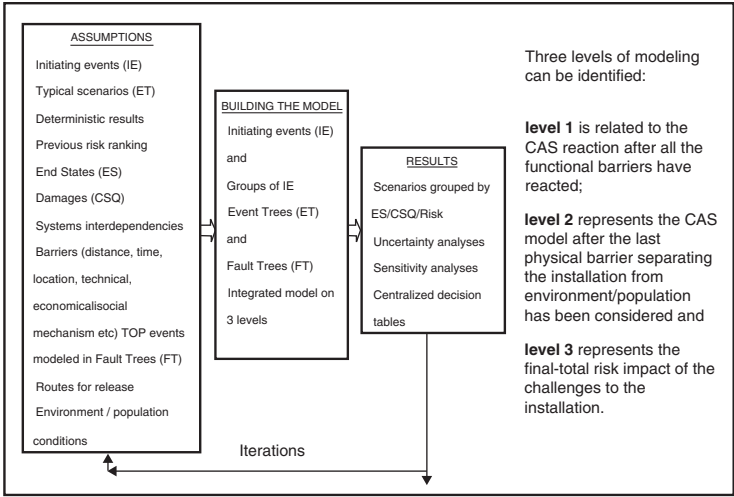 ASSUMPTIONS
Initiating events (IE)
Typical scenarios (ET)
Deterministic results
Previous risk ranking
End States (ES)
Damages (CSQ)
Systems interdependencies
Barriers (distance, time,
location, technical,
economicalisocial
mechanism etc) TOP events
modeled in Fault Trees (FT)
Routes for release
Environment / population
conditions
BUILDING THE MODEL
Initiating events (IE)
and
Groups of IE
Event Trees (ET)
and
Fault Trees (FT)
Integrated model on
3 levels
RESULTS
Scenarios grouped by
ES/CSQ/Risk
Uncertainty analyses
Sensitivity analyses
Centralized decision
tables
Iterations
Three levels of modeling
can be identified:
level 1 is related to the
CAS reaction after all the
functional barriers have
reacted;
level 2 represents the CAS
model after the last
physical barrier separating
the installation from
environment/population
has been considered and
level 3 represents the
final-total risk impact of the
challenges to the
installation.